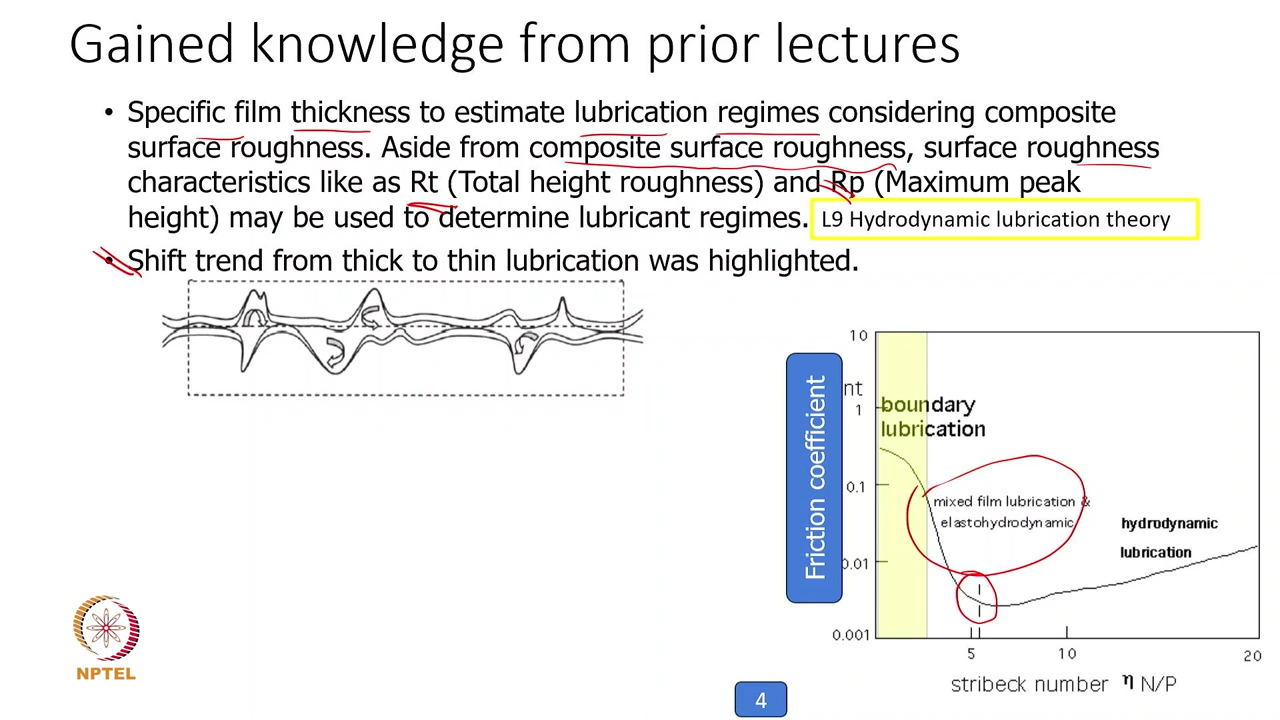 Gained knowledge from prior lectures
• Specific film thickness to estimate lubrication regimes considering composite
surface roughness. Aside from composite surface roughness, surface roughness
characteristics like as Rt (Total height roughness) and Rp (Maximum peak
height) may be used to determine lubricant regimes.
L9 Hydrodynamic lubrication theory
• Shift trend from thick to thin lubrication was highlighted.
Friction coefficient
nt
10
1
0.1
0.01
0.001
boundary
lubrication
mixed film lubrication &
elastohydrodynamic
hydrodynamic
lubrication
5
10
20
stribeck number η N/P
NPTEL
4